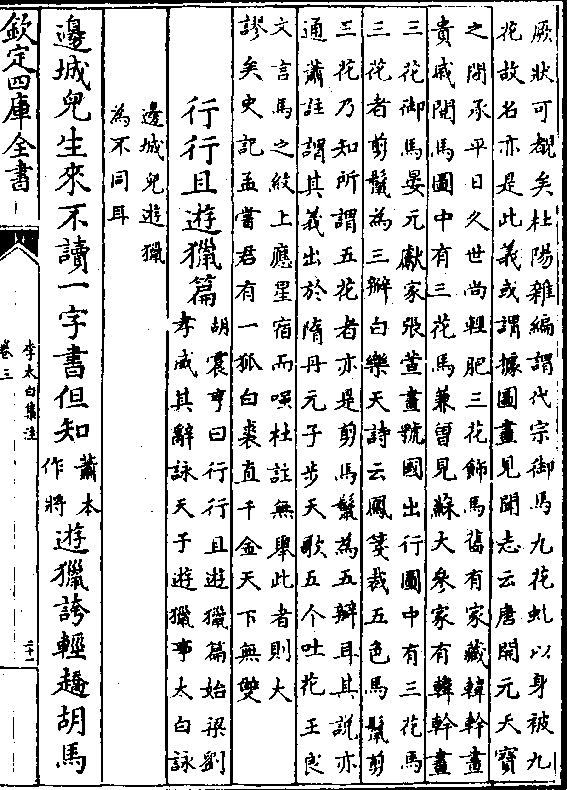 厥狀可覩矣杜陽雜編謂代宗御馬九花虬以身被九
花故名亦是此義或謂據圖畫見聞志云唐開元天寶
之間承平日久世尚輕肥三花飾馬舊有家藏韓幹畫
貴戚閱馬圖中有三花馬兼曽見蘇大參家有韓幹畫
三花御馬晏元獻家張萱畫虢國出行圖中有三花馬
三花者剪鬃為三辮白樂天詩云鳳箋裁五色馬鬛剪
三花乃知所謂五花者亦是剪馬鬃為五辮耳其說亦
通蕭註謂其義出於隋丹元子步天歌五个吐花王良
文言馬之紋上應星宿而嗤杜註無舉此者則大
謬矣史記孟嘗君有一狐白裘直千金天下無雙
行行且遊獵篇
胡震亨曰行行且遊獵篇始梁劉
孝威其辭詠天子遊獵事太白詠
邊城兒遊獵
為不同耳
邊城兒生來不讀一字書但知
蕭本
作將
遊獵誇輕趫胡馬
欽定四庫全書
李太白集注
卷三
二十一